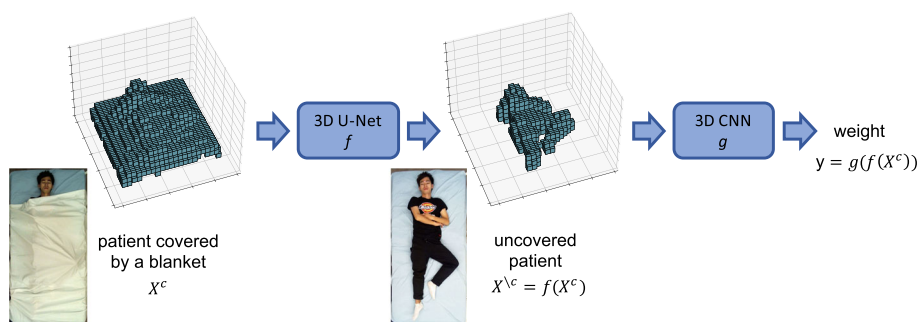 3D U-Net
f
3D CNN
g
weight
y = g(f(X^c))
patient covered
by a blanket
X^c
uncovered
patient
X^{\c} = f(X^c)